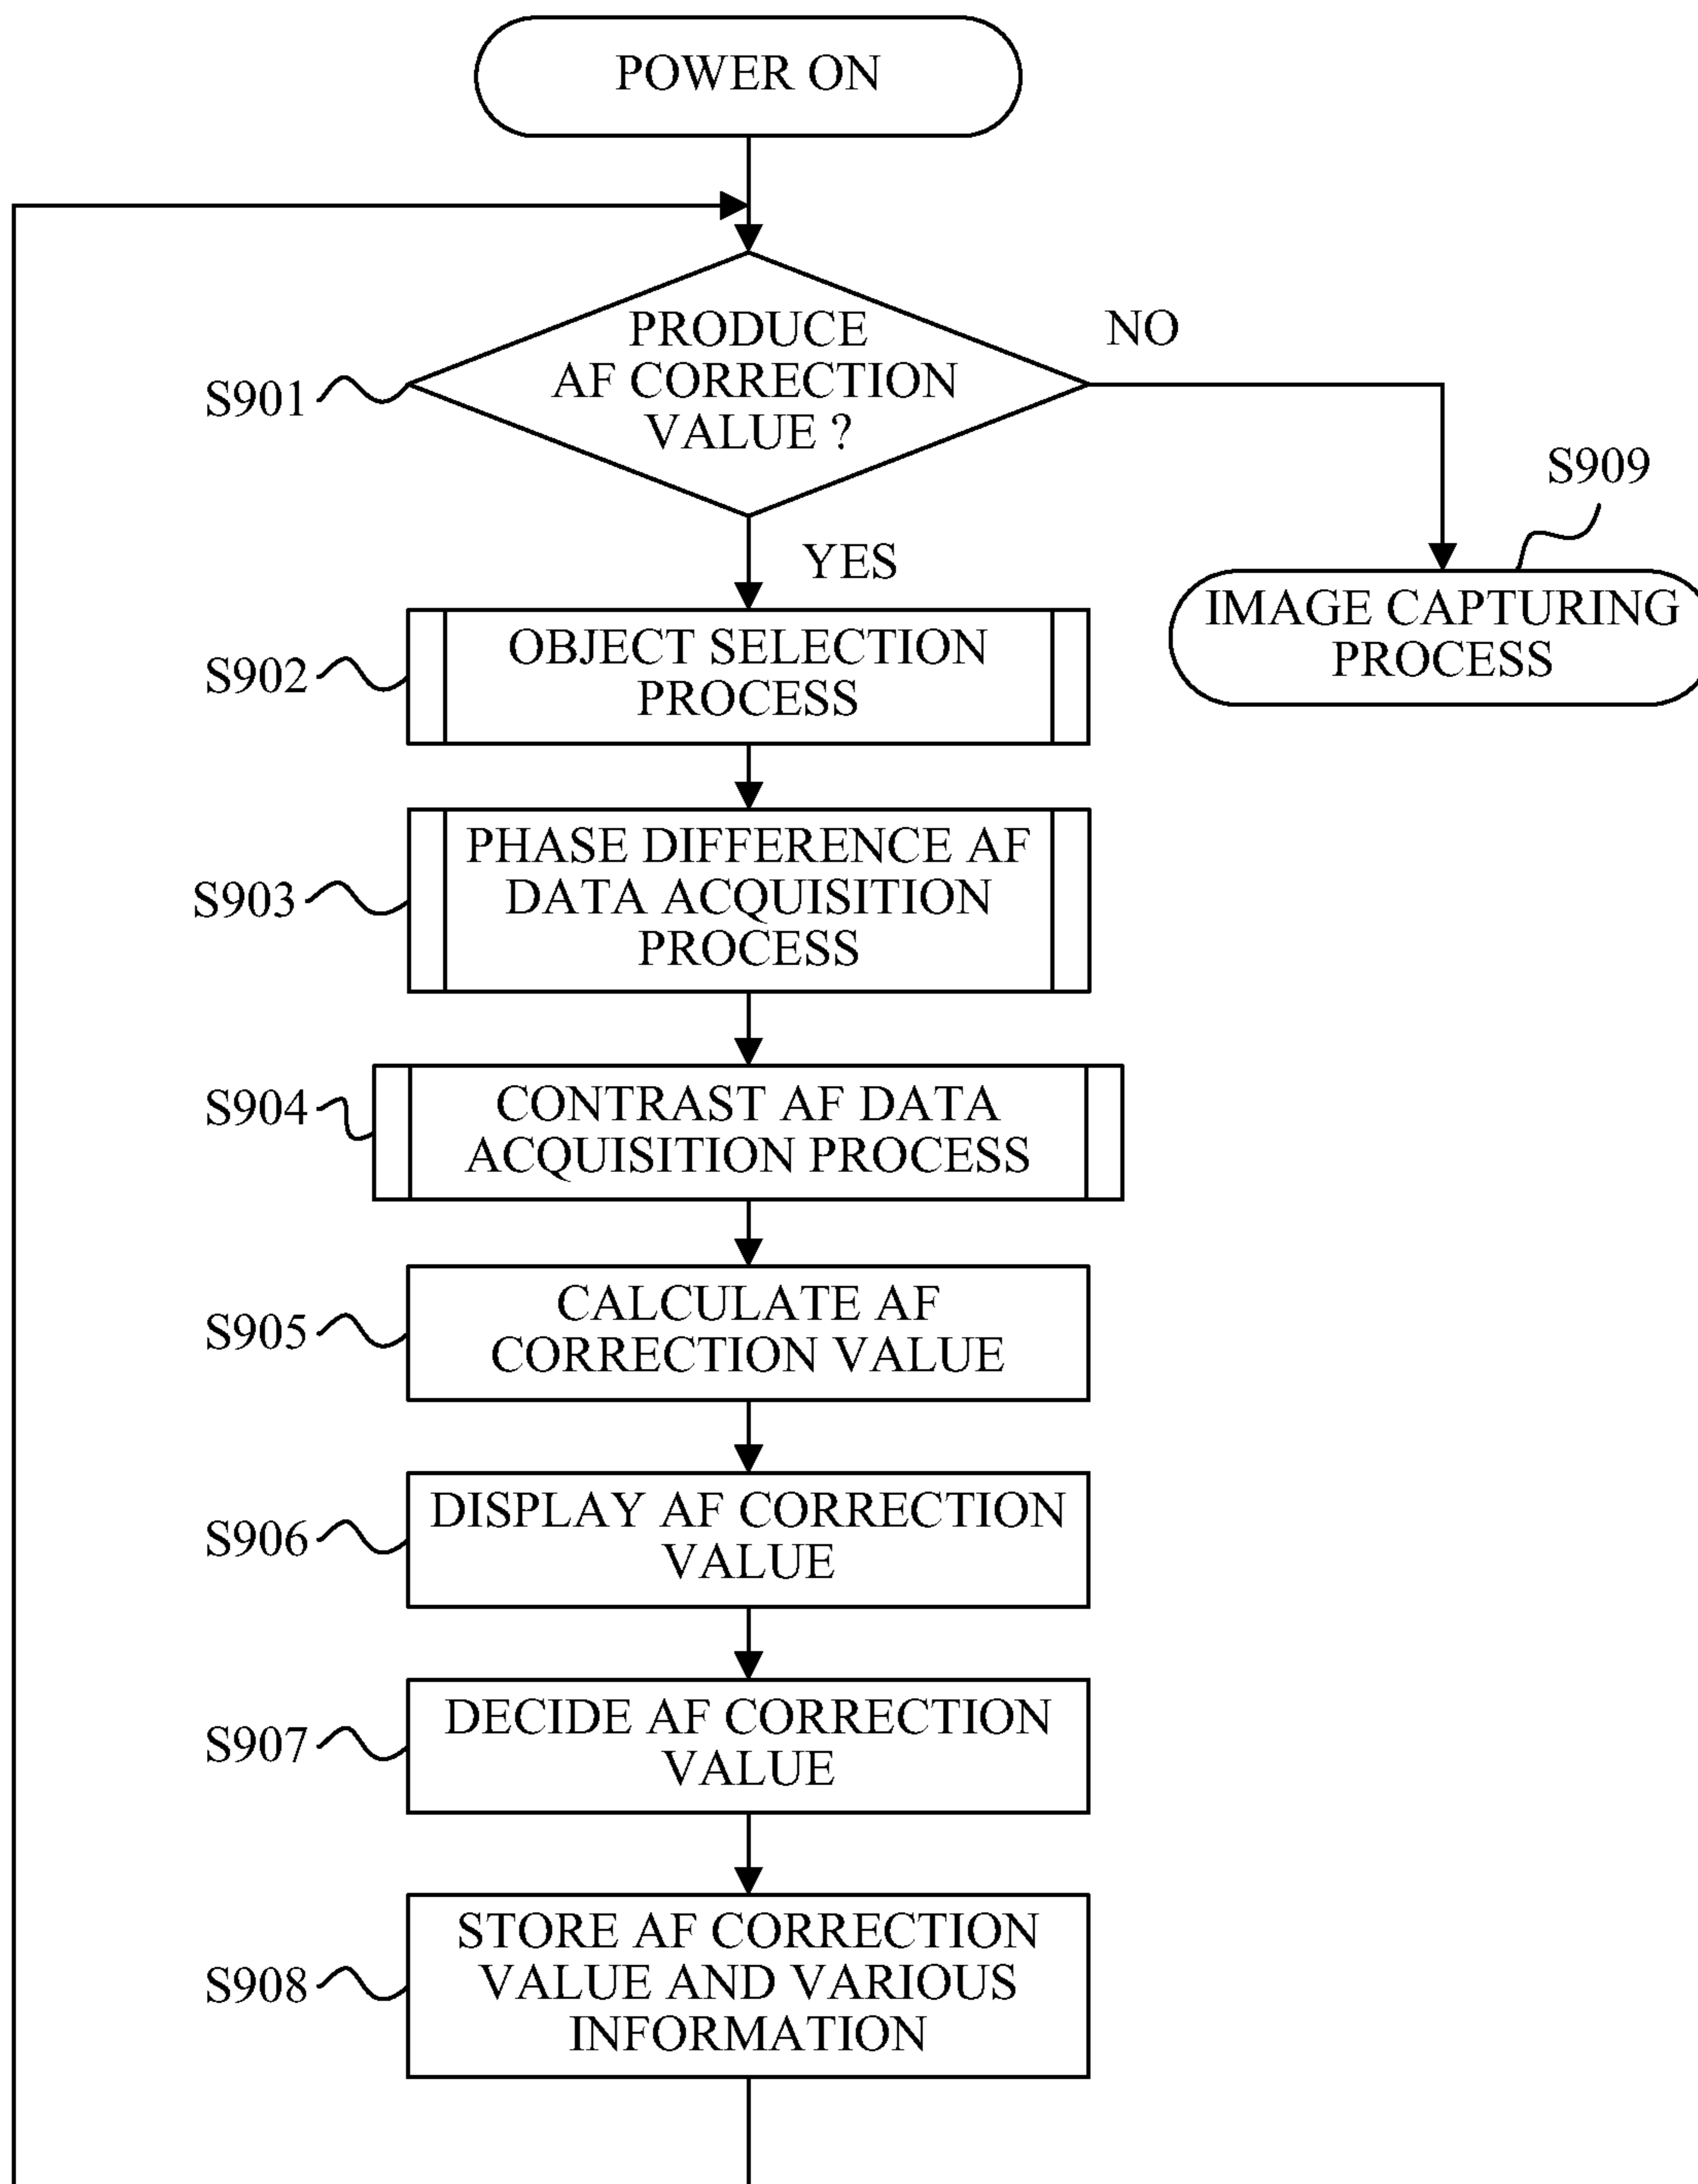 POWER ON
PRODUCE
AF CORRECTION
VALUE ?
NO
S901
S909
YES
IMAGE CAPTURING
PROCESS
OBJECT SELECTION
PROCESS
S902
PHASE DIFFERENCE AF
DATA ACQUISITION
PROCESS
S903
CONTRAST AF DATA
ACQUISITION PROCESS
S904
CALCULATE AF
CORRECTION VALUE
S905
DISPLAY AF CORRECTION
VALUE
S906
DECIDE AF CORRECTION
VALUE
S907
STORE AF CORRECTION
VALUE AND VARIOUS
INFORMATION
S908